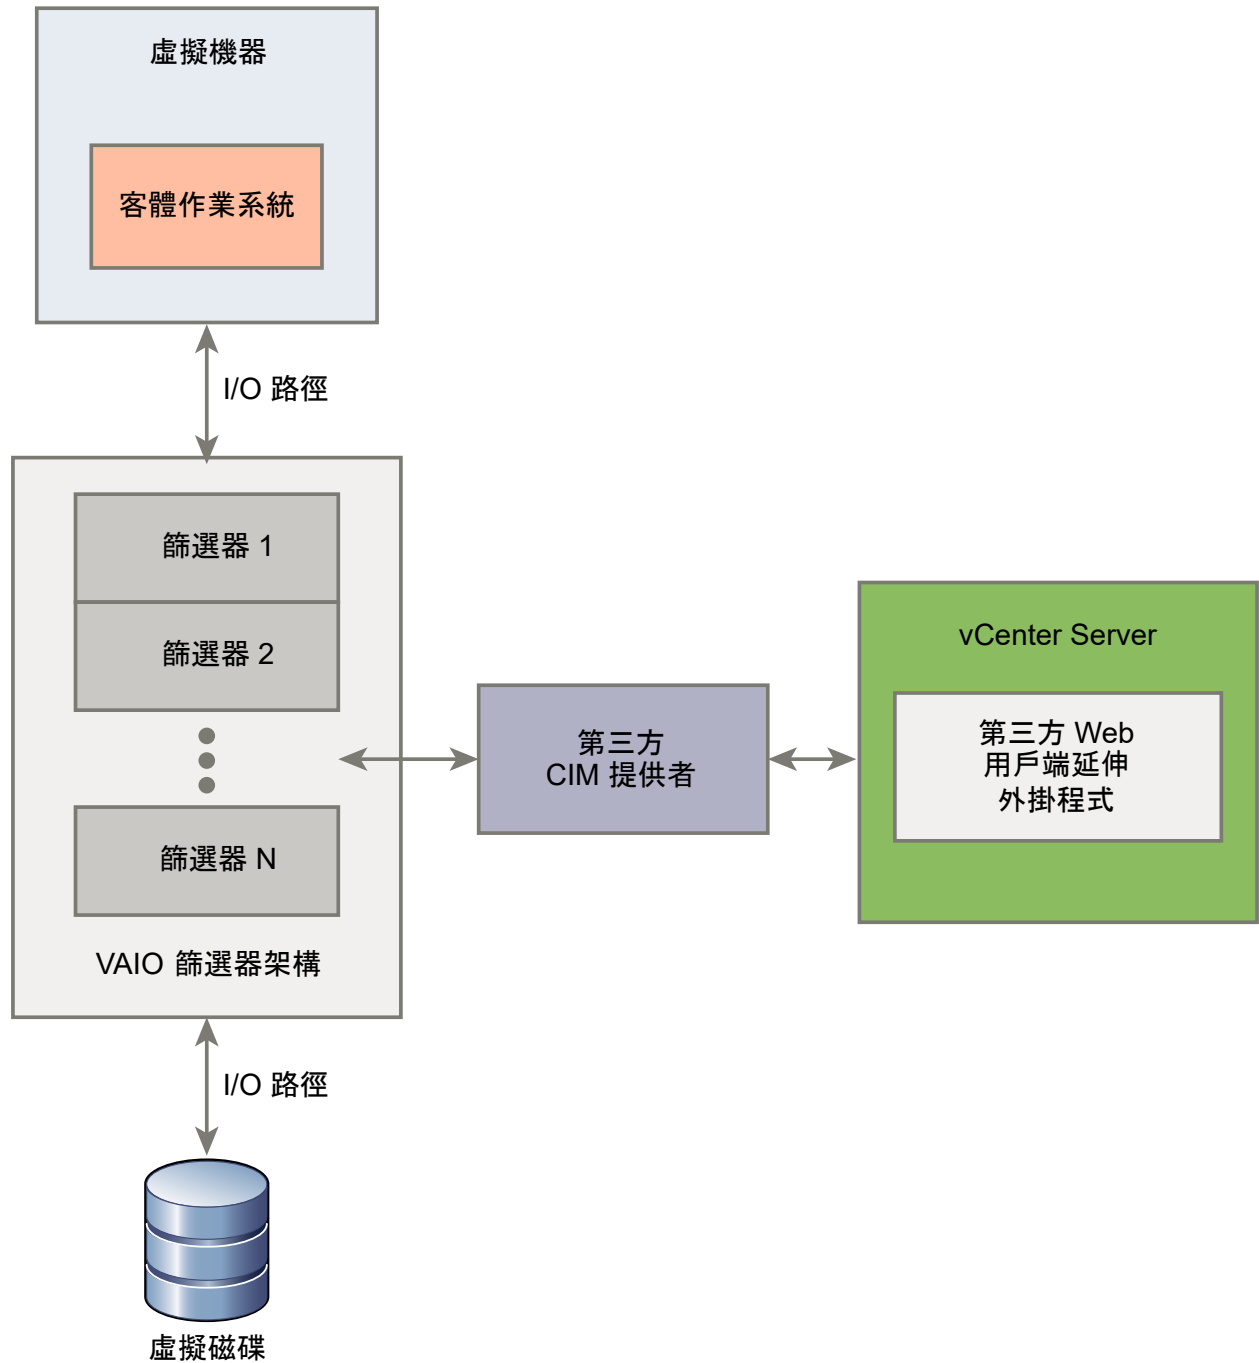 虛擬機器
客體作業系統
I/O 路徑
篩選器 1
篩選器 2
篩選器 N
VAIO 篩選器架構
第三方
CIM 提供者
vCenter Server
第三方 Web
用戶端延伸
外掛程式
I/O 路徑
虛擬磁碟